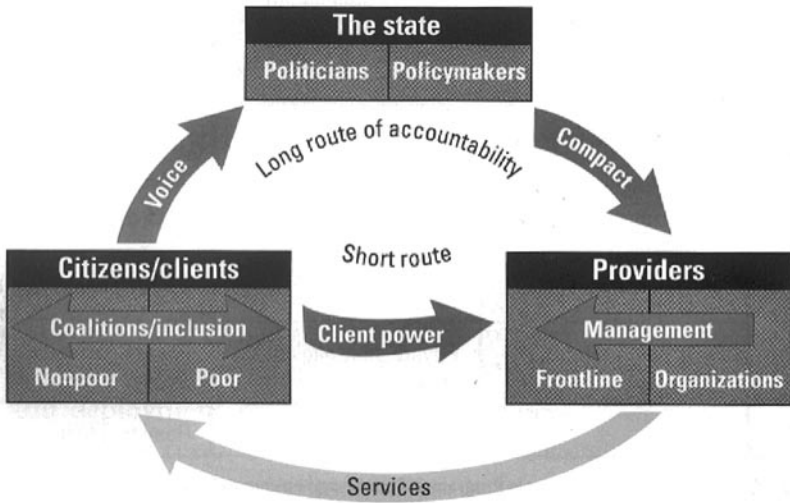 The state
Politicians
Policymakers
Long route of accountability
Voice
Compact
Short route
Citizens/clients
Coalitions/inclusion
Nonpoor
Poor
Client power
Providers
Management
Frontline
Organizations
Services